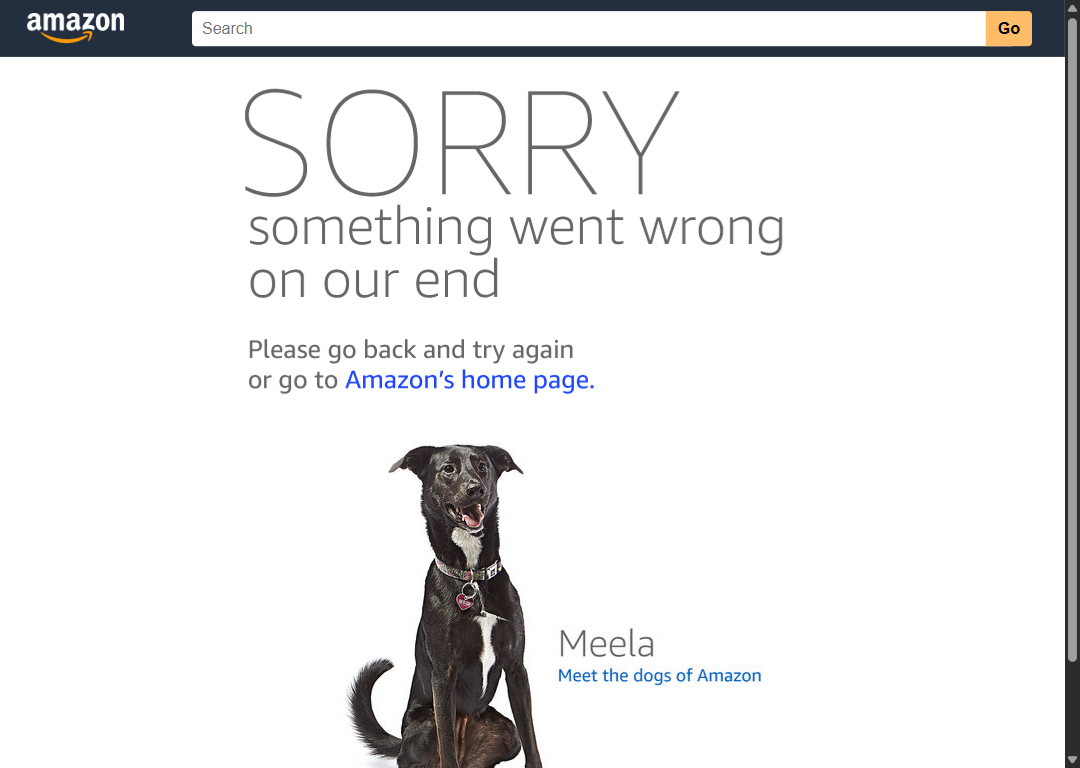 amazon
Search
Go
SORRY
something went wrong
on our end
Please go back and try again
or go to Amazon's home page.
Meela
Meet the dogs of Amazon